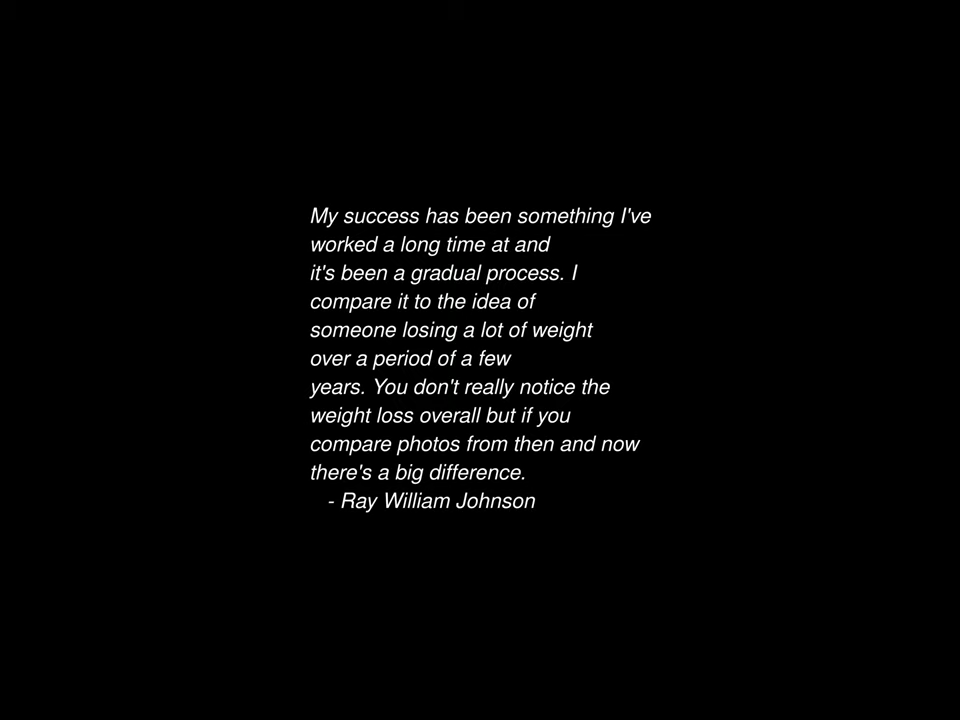 My success has been something I've
worked a long time at and
it's been a gradual process. I
compare it to the idea of
someone losing a lot of weight
over a period of a few
years. You don't really notice the
weight loss overall but if you
compare photos from then and now
there's a big difference.
- Ray William Johnson